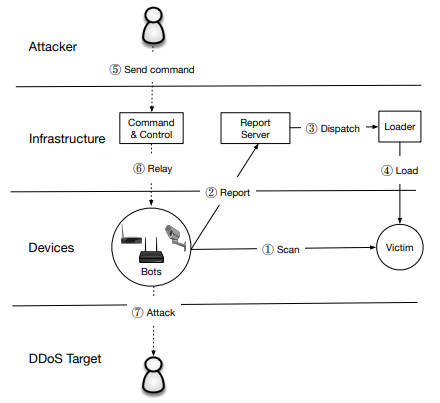 Attacker
⑤ Send command
Infrastructure
Command
& Control
Report
Server
③ Dispatch
Loader
⑥ Relay
④ Load
② Report
Devices
Bots
① Scan
Victim
⑦ Attack
DDoS Target